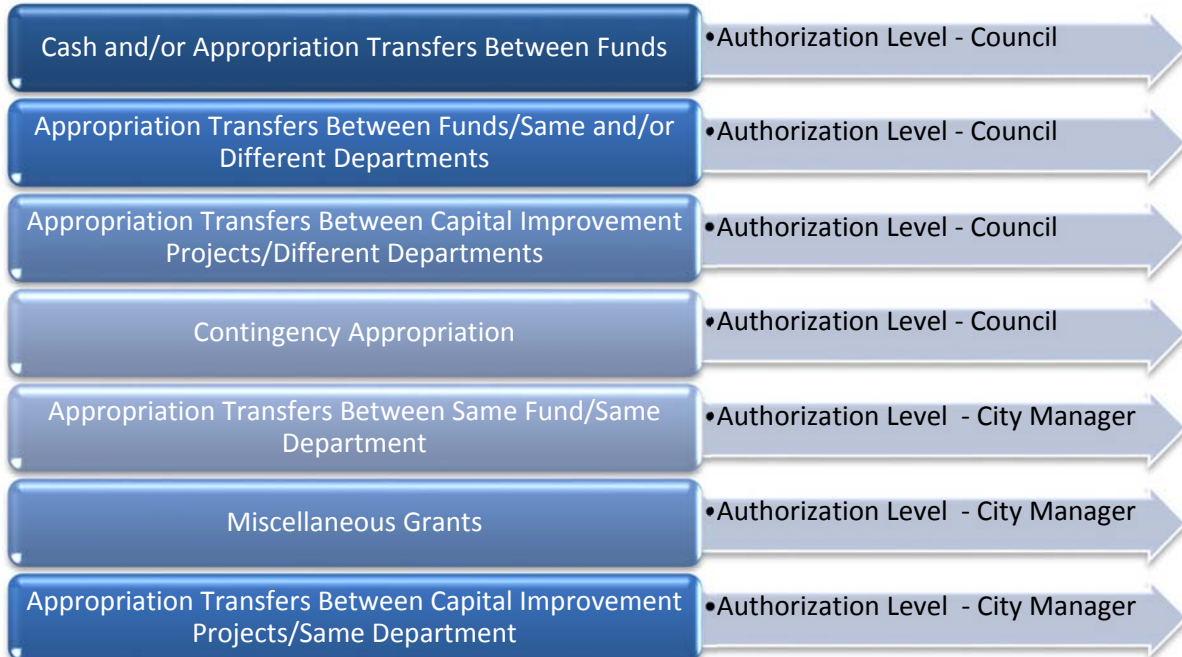 Cash and/or Appropriation Transfers Between Funds
•Authorization Level - Council
Appropriation Transfers Between Funds/Same and/or
Different Departments
•Authorization Level - Council
Appropriation Transfers Between Capital Improvement
Projects/Different Departments
•Authorization Level - Council
Contingency Appropriation
•Authorization Level - Council
Appropriation Transfers Between Same Fund/Same
Department
•Authorization Level - City Manager
Miscellaneous Grants
•Authorization Level - City Manager
Appropriation Transfers Between Capital Improvement
Projects/Same Department
•Authorization Level - City Manager